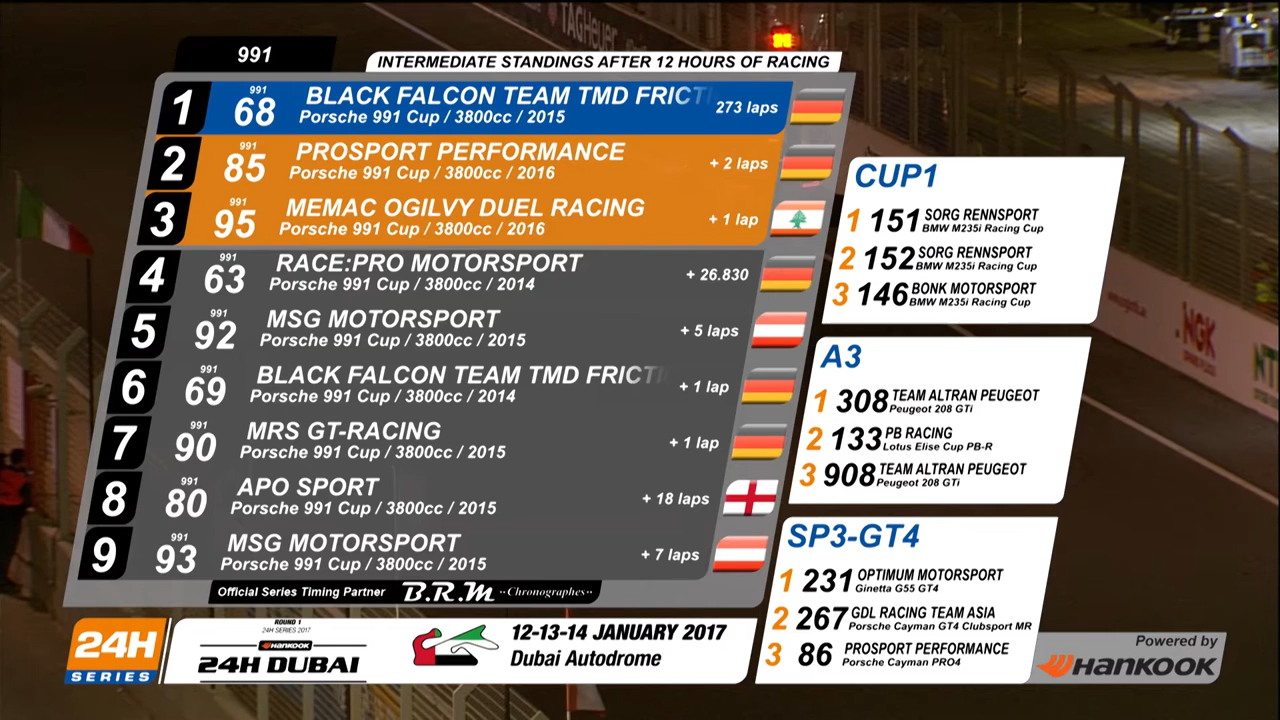 TAGHeuer
991
INTERMEDIATE STANDINGS AFTER 12 HOURS OF RACING
1 991 68 BLACK FALCON TEAM TMD FRICT 273 laps
Porsche 991 Cup / 3800cc / 2015
2 991 85 PROSPORT PERFORMANCE + 2 laps
Porsche 991 Cup / 3800cc / 2016
3 991 95 MEMAC OGILVY DUEL RACING + 1 lap
Porsche 991 Cup / 3800cc / 2016
4 991 63 RACE:PRO MOTORSPORT + 26.830
Porsche 991 Cup / 3800cc / 2014
5 991 92 MSG MOTORSPORT + 5 laps
Porsche 991 Cup / 3800cc / 2015
6 991 69 BLACK FALCON TEAM TMD FRICT + 1 lap
Porsche 991 Cup / 3800cc / 2014
7 991 90 MRS GT-RACING + 1 lap
Porsche 991 Cup / 3800cc / 2015
8 991 80 APO SPORT + 18 laps
Porsche 991 Cup / 3800cc / 2015
9 991 93 MSG MOTORSPORT + 7 laps
Porsche 991 Cup / 3800cc / 2015
Official Series Timing Partner B.R.M Chronographes
CUP1
1 151 SORG RENNSPORT
BMW M235i Racing Cup
2 152 SORG RENNSPORT
BMW M235i Racing Cup
3 146 BONK MOTORSPORT
BMW M235i Racing Cup
A3
1 308 TEAM ALTRAN PEUGEOT
Peugeot 208 GTi
2 133 PB RACING
Lotus Elise Cup PB-R
3 908 TEAM ALTRAN PEUGEOT
Peugeot 208 GTi
SP3-GT4
1 231 OPTIMUM MOTORSPORT
Ginetta G55 GT4
2 267 GDL RACING TEAM ASIA
Porsche Cayman GT4 Clubsport MR
3 86 PROSPORT PERFORMANCE
Porsche Cayman PRO4
NGK
24H
SERIES
ROUND 1
24H SERIES 2017
HANKOOK
24H DUBAI
12-13-14 JANUARY 2017
Dubai Autodrome
Powered by
HANKOOK